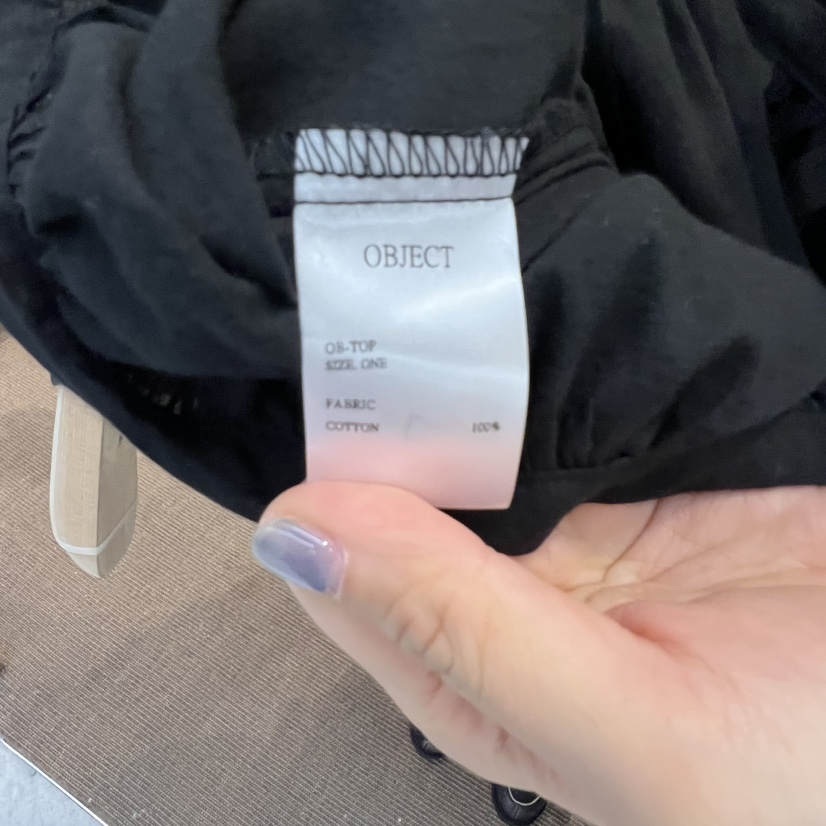 OBJECT
OB-TOP
SIZE. ONE
FABRIC
COTTON 100%